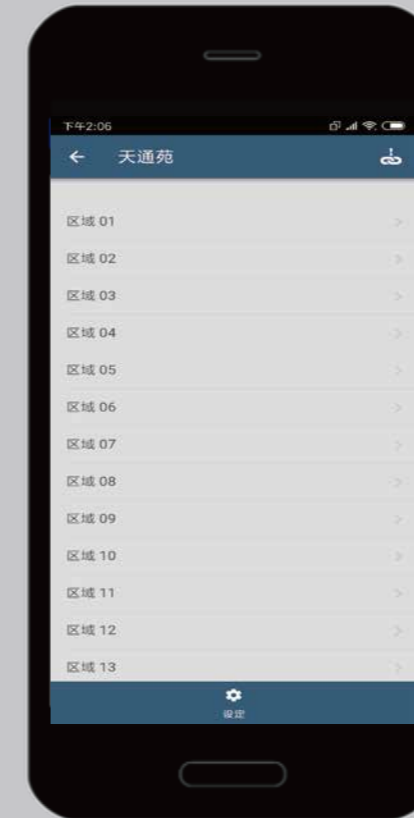 下午2:06
天通苑
区域 01
区域 02
区域 03
区域 04
区域 05
区域 06
区域 07
区域 08
区域 09
区域 10
区域 11
区域 12
区域 13
设定